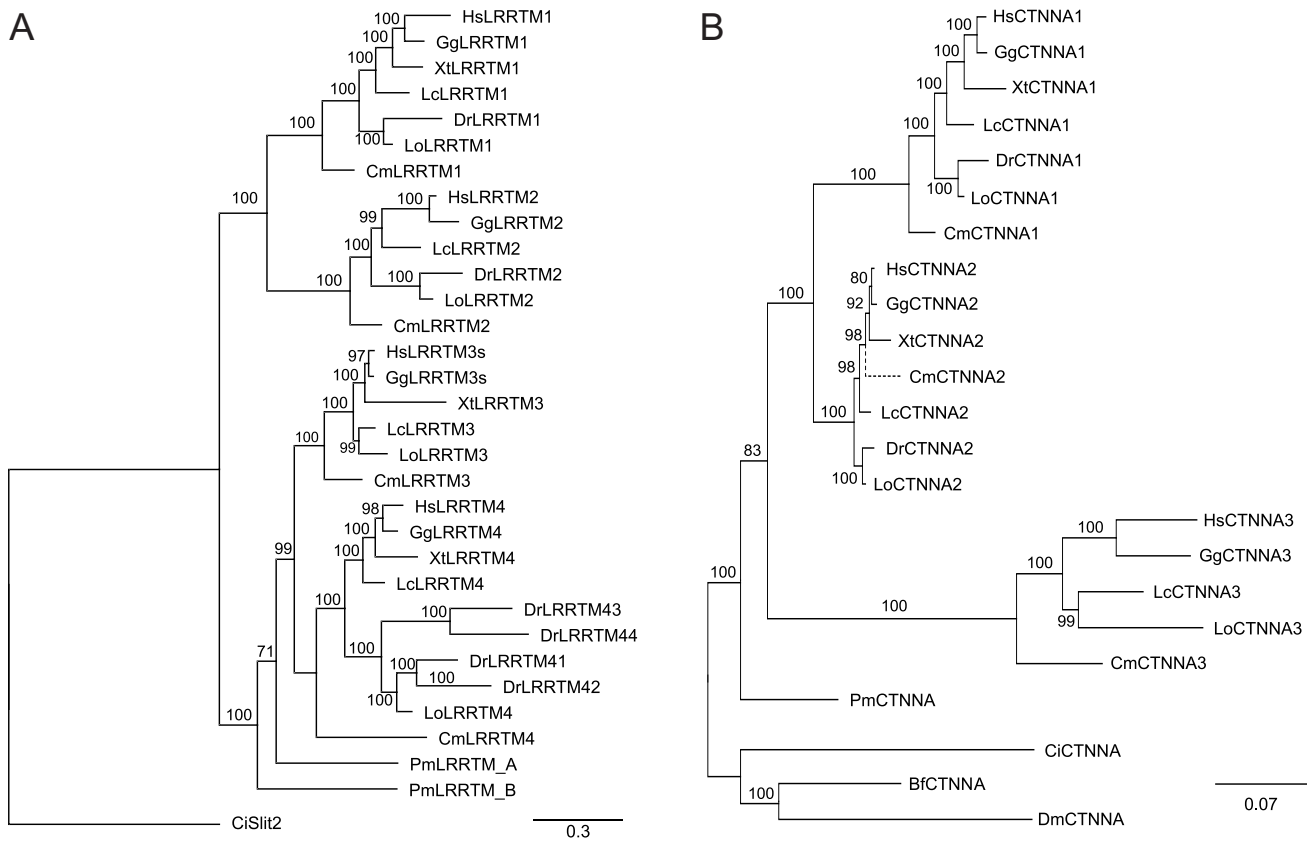 A
100 HsLRRTM1
100 GgLRRTM1
100 XtLRRTM1
100 LcLRRTM1
100 DrLRRTM1
100 LoLRRTM1
CmLRRTM1
100
100 HsLRRTM2
99 GgLRRTM2
100 LcLRRTM2
100 DrLRRTM2
100 LoLRRTM2
CmLRRTM2
97 HsLRRTM3s
100 GgLRRTM3s
100 XtLRRTM3
100 LcLRRTM3
99 LoLRRTM3
CmLRRTM3
98 HsLRRTM4
100 GgLRRTM4
99 100 XtLRRTM4
LcLRRTM4
100 100 DrLRRTM43
DrLRRTM44
71 100 100 DrLRRTM41
100 DrLRRTM42
100 LoLRRTM4
100 CmLRRTM4
PmLRRTM_A
PmLRRTM_B
CiSlit2
0.3
B
100 HsCTNNA1
100 GgCTNNA1
100 XtCTNNA1
100 LcCTNNA1
DrCTNNA1
100 100 LoCTNNA1
CmCTNNA1
80 HsCTNNA2
100 92 GgCTNNA2
98 XtCTNNA2
98 CmCTNNA2
100 LcCTNNA2
DrCTNNA2
83 100 LoCTNNA2
100 HsCTNNA3
GgCTNNA3
100 100 LcCTNNA3
100 99 LoCTNNA3
CmCTNNA3
PmCTNNA
CiCTNNA
100 BfCTNNA
DmCTNNA
0.07